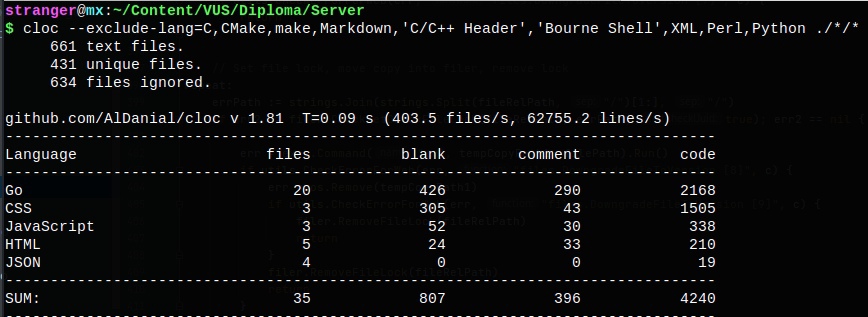 stranger@mx:~/Content/VUS/Diploma/Server
$ cloc --exclude-lang=C,CMake,make,Markdown,'C/C++ Header','Bourne Shell',XML,Perl,Python ./*/*
661 text files.
431 unique files.
634 files ignored.
github.com/AlDanial/cloc v 1.81  T=0.09 s (403.5 files/s, 62755.2 lines/s)
-------------------------------------------------------------------------------
Language                     files          blank        comment           code
-------------------------------------------------------------------------------
Go                              20            426            290           2168
CSS                              3            305             43           1505
JavaScript                       3             52             30            338
HTML                             5             24             33            210
JSON                             4              0              0             19
-------------------------------------------------------------------------------
SUM:                            35            807            396           4240
-------------------------------------------------------------------------------